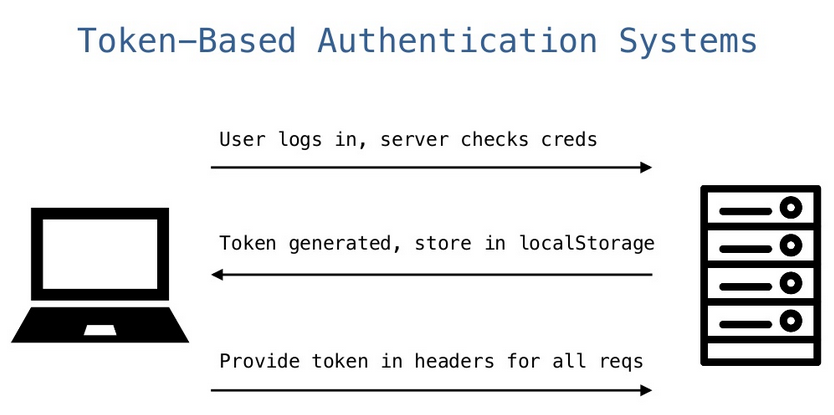 Token-Based Authentication Systems
User logs in, server checks creds
Token generated, store in localStorage
Provide token in headers for all reqs